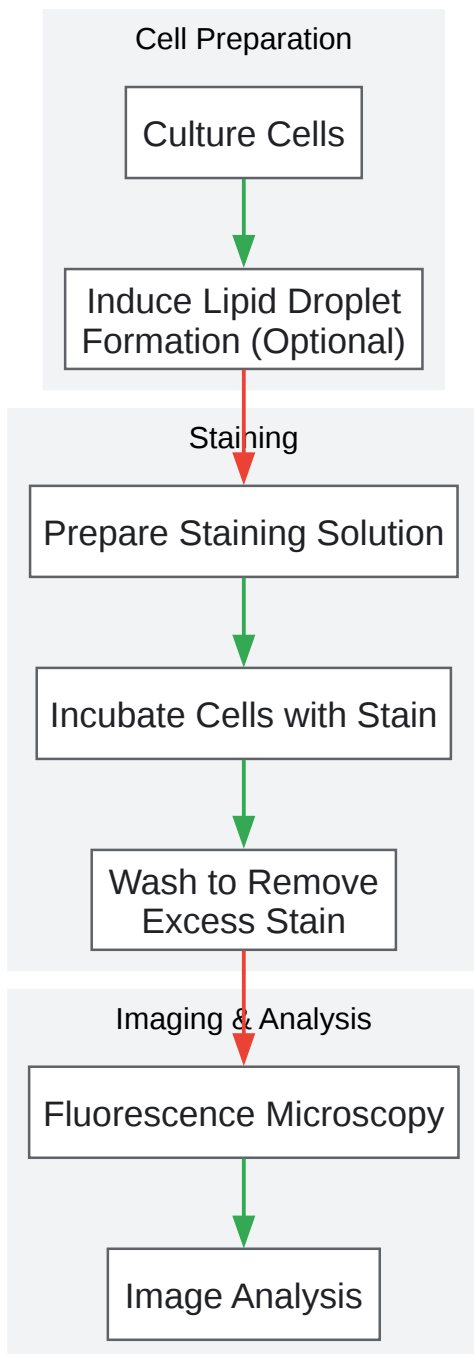 Cell Preparation
Culture Cells
Induce Lipid Droplet
Formation (Optional)
Staining
Prepare Staining Solution
Incubate Cells with Stain
Wash to Remove
Excess Stain
Imaging & Analysis
Fluorescence Microscopy
Image Analysis